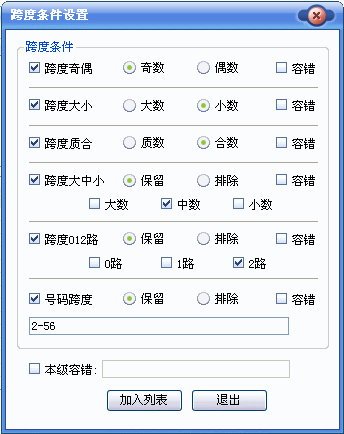 跨度条件设置
跨度条件
跨度奇偶 奇数 偶数 容错
跨度大小 大数 小数 容错
跨度质合 质数 合数 容错
跨度大中小 保留 排除 容错
大数 中数 小数
跨度012路 保留 排除 容错
0路 1路 2路
号码跨度 保留 排除 容错
2-56
本级容错:
加入列表 退出